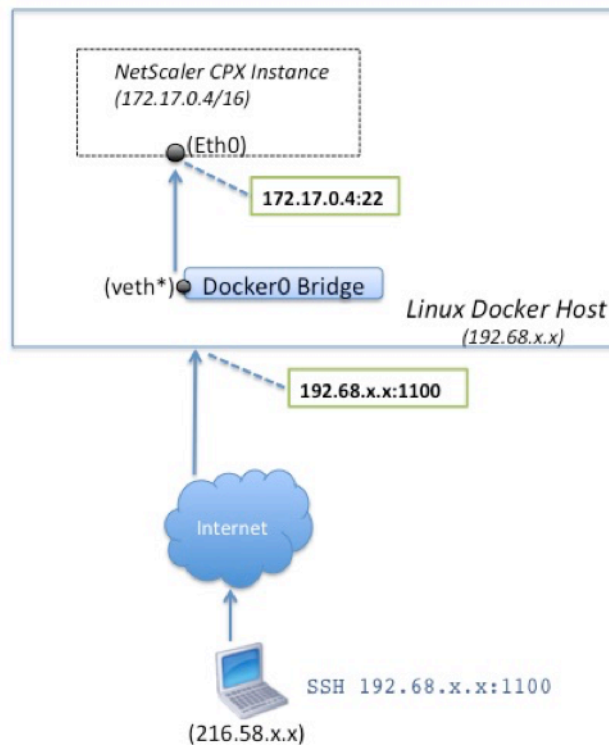 NetScaler CPX Instance
(172.17.0.4/16)
(Eth0)
172.17.0.4:22
(veth*)
Docker0 Bridge
Linux Docker Host
(192.68.x.x)
192.68.x.x:1100
Internet
SSH 192.68.x.x:1100
(216.58.x.x)